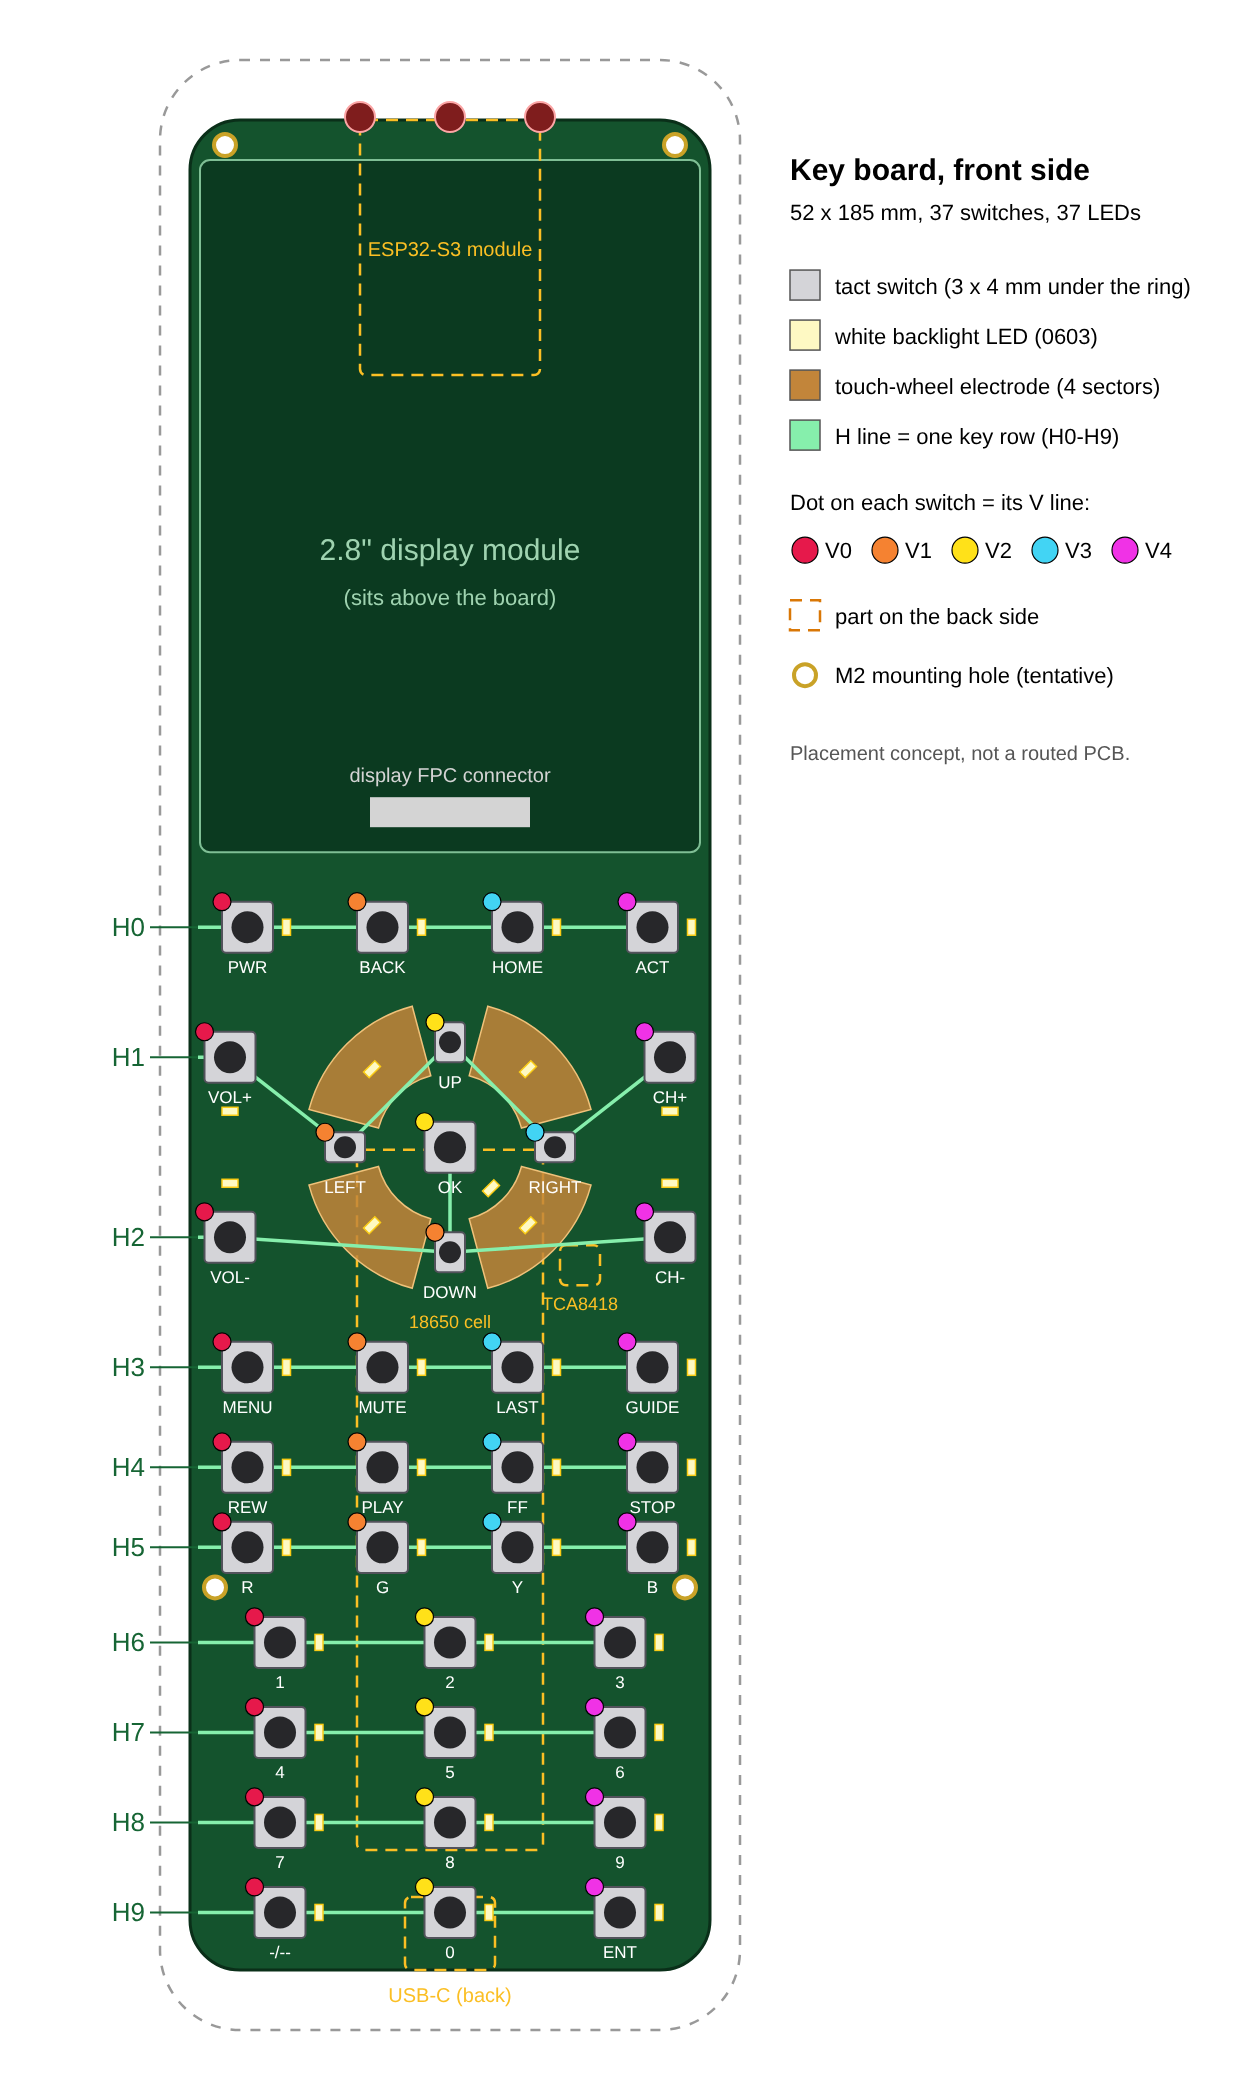 Key board, front side
52 x 185 mm, 37 switches, 37 LEDs
tact switch (3 x 4 mm under the ring)
white backlight LED (0603)
touch-wheel electrode (4 sectors)
H line = one key row (H0-H9)
Dot on each switch = its V line:
V0 V1 V2 V3 V4
part on the back side
M2 mounting hole (tentative)
Placement concept, not a routed PCB.
ESP32-S3 module
2.8" display module
(sits above the board)
display FPC connector
H0
PWR BACK HOME ACT
H1
UP
VOL+ CH+
LEFT OK RIGHT
H2
VOL- CH-
DOWN
TCA8418
18650 cell
H3
MENU MUTE LAST GUIDE
H4
REW PLAY FF STOP
H5
R G Y B
H6
1 2 3
H7
4 5 6
H8
7 8 9
H9
-/-- 0 ENT
USB-C (back)